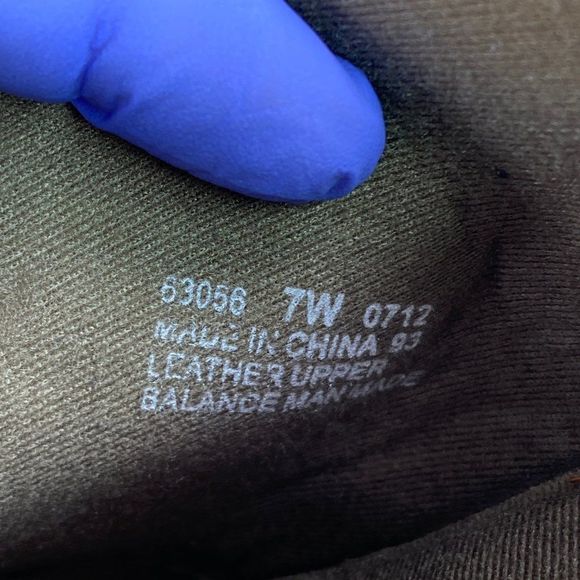 63056 7W 0712
MADE IN CHINA 93
LEATHER UPPER
BALANCE MAN MADE